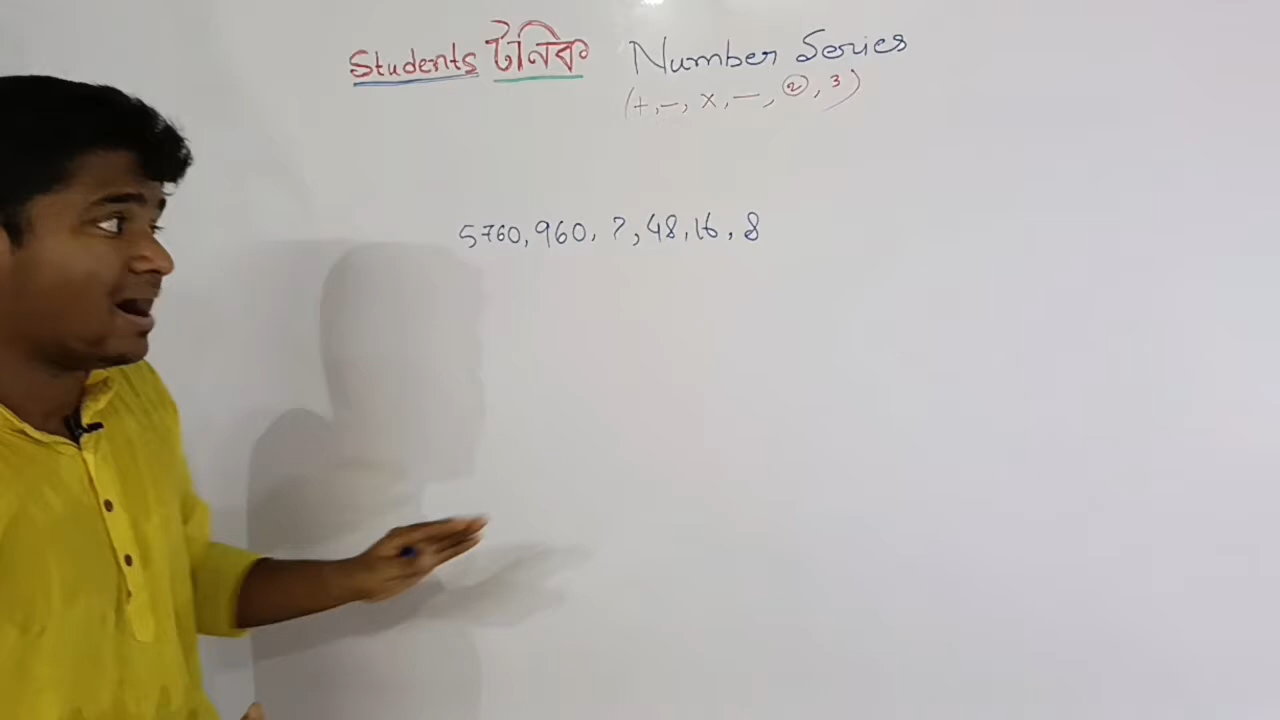 Students টনিক Number Series
(+, -, x, -, 2, 3)
5760, 960, ?, 48, 16, 8